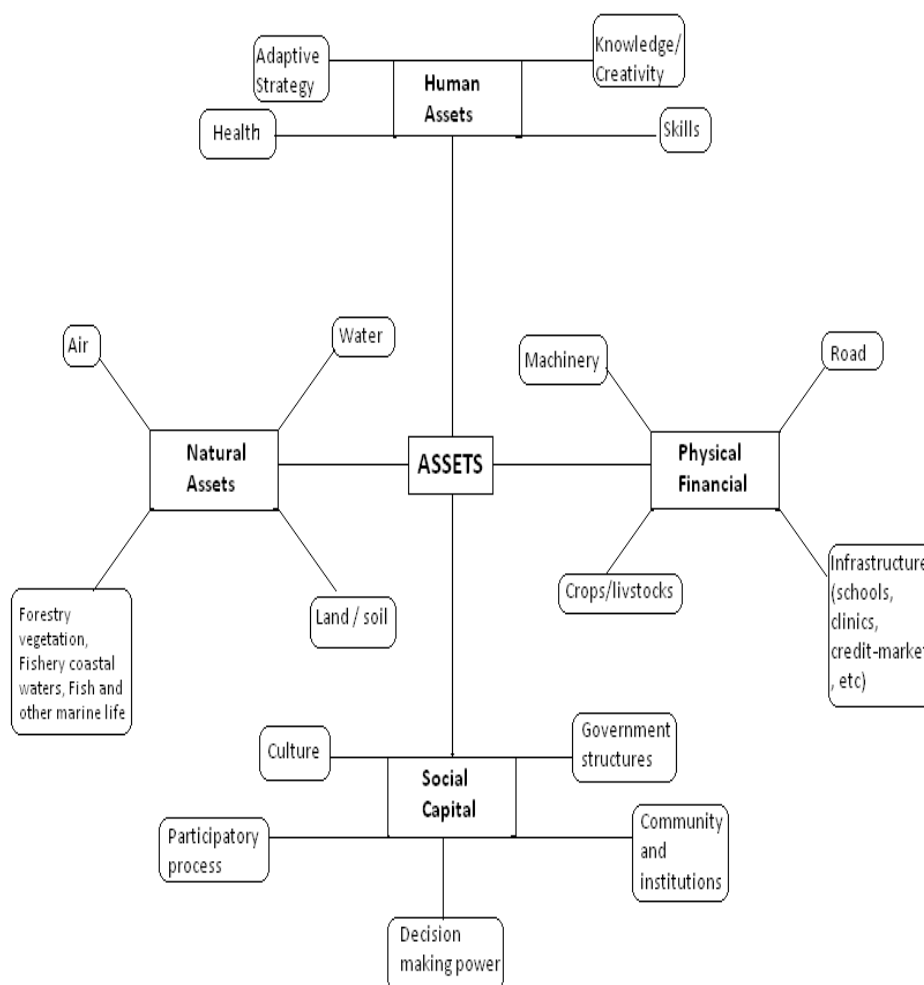 Adaptive
Strategy
Knowledge/
Creativity
Human
Assets
Health
Skills
Air
Water
Machinery
Road
Natural
Assets
ASSETS
Physical
Financial
Forestry
vegetation,
Fishery coastal
waters, Fish and
other marine life
Land / soil
Crops/livstocks
Infrastructure
(schools,
clinics,
credit-market
, etc)
Culture
Government
structures
Social
Capital
Participatory
process
Community
and
institutions
Decision
making power